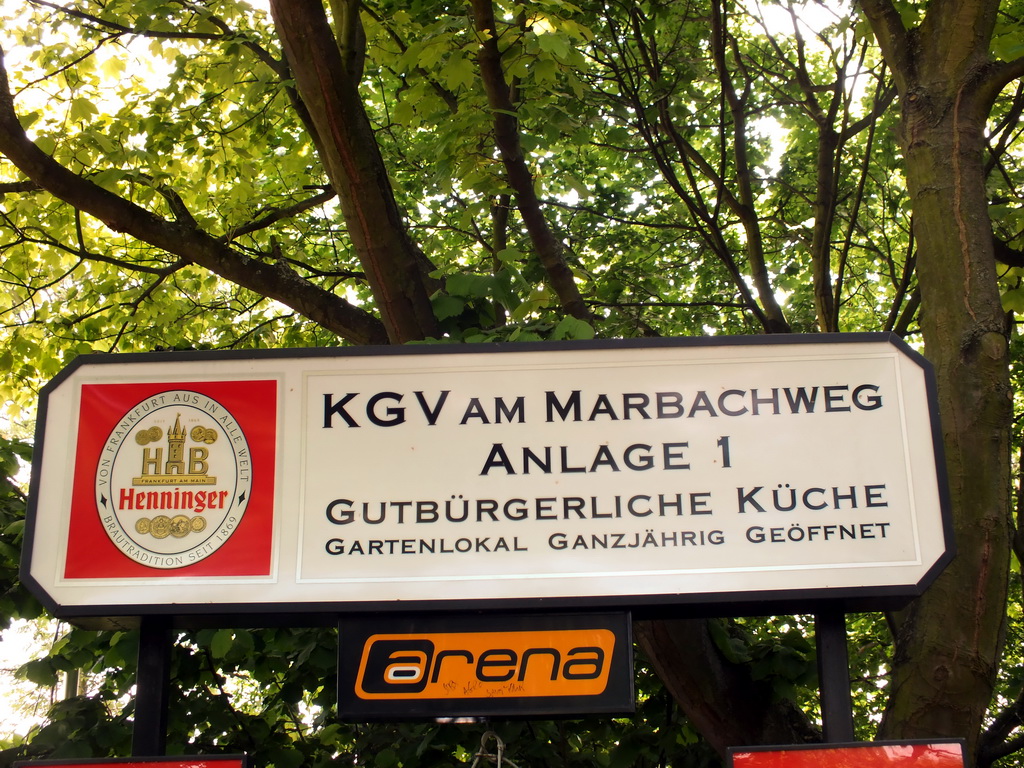 VON FRANKFURT AUS IN ALLE WELT
HB
FRANKFURT AM MAIN
Henninger
BRAUTRADITION SEIT 1869
KGV AM MARBACHWEG
ANLAGE 1
GUTBÜRGERLICHE KÜCHE
GARTENLOKAL GANZJÄHRIG GEÖFFNET
arena